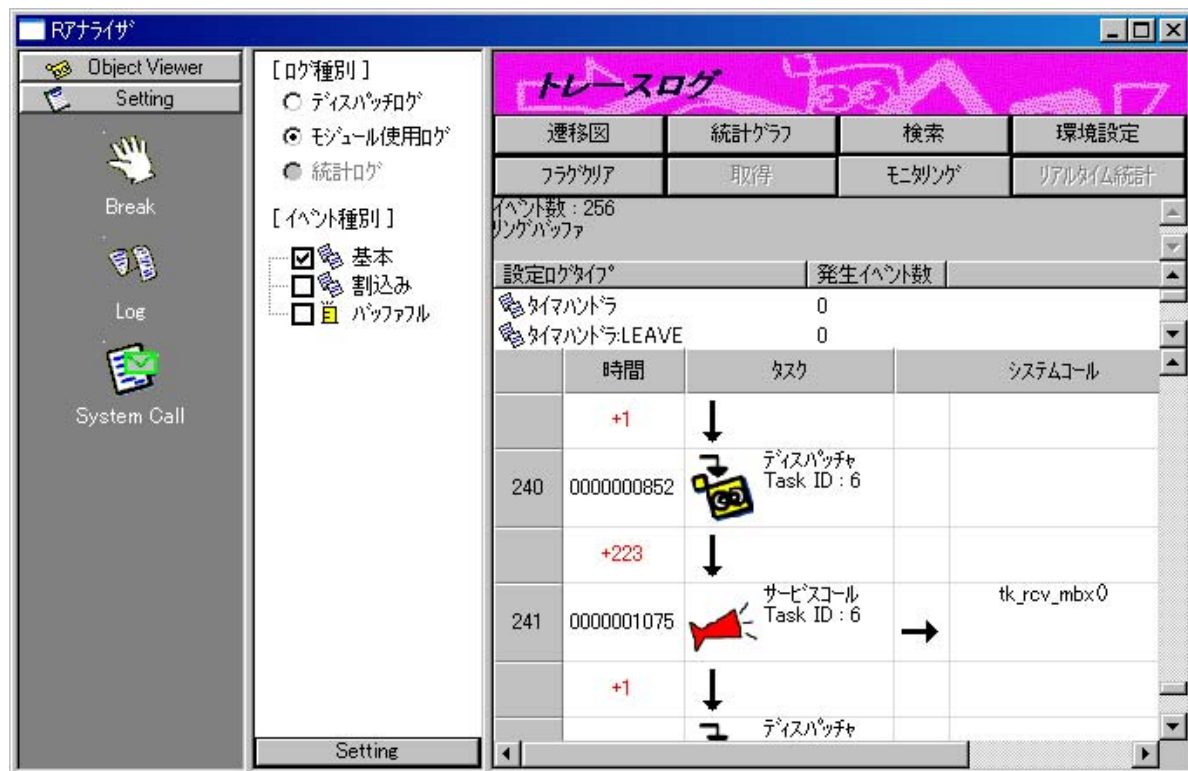 Rアナライザ
Object Viewer
Setting
Break
Log
System Call
[ログ種別]
ディスパッチログ
モジュール使用ログ
統計ログ
[イベント種別]
基本
割込み
バッファフル
Setting
トレースログ
遷移図 統計グラフ 検索 環境設定
フラグクリア 取得 モニタリング リアルタイム統計
イベント数 : 256
リングバッファ
設定ログタイプ 発生イベント数
タイマハンドラ 0
タイマハンドラ:LEAVE 0
時間 タスク システムコール
+1
ディスパッチャ
240 0000000852 Task ID : 6
+223
サービスコール tk_rcv_mbx()
241 0000001075 Task ID : 6
+1
ディスパッチャ